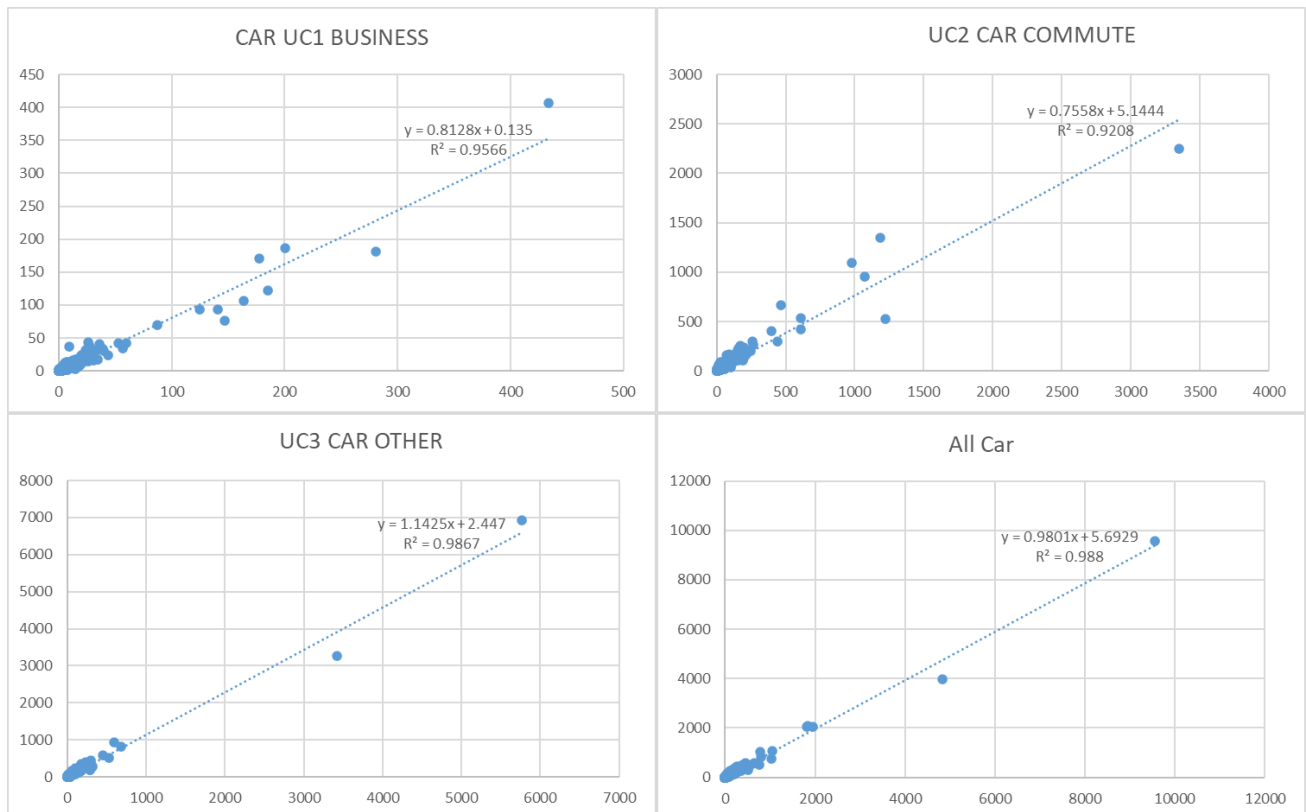 CAR UC1 BUSINESS
450
400
350
300
250
200
150
100
50
0
y = 0.8128x + 0.135
R² = 0.9566
0 100 200 300 400 500
UC2 CAR COMMUTE
3000
2500
2000
1500
1000
500
0
y = 0.7558x + 5.1444
R² = 0.9208
0 500 1000 1500 2000 2500 3000 3500 4000
UC3 CAR OTHER
8000
7000
6000
5000
4000
3000
2000
1000
0
y = 1.1425x + 2.447
R² = 0.9867
0 1000 2000 3000 4000 5000 6000 7000
All Car
12000
10000
8000
6000
4000
2000
0
y = 0.9801x + 5.6929
R² = 0.988
0 2000 4000 6000 8000 10000 12000